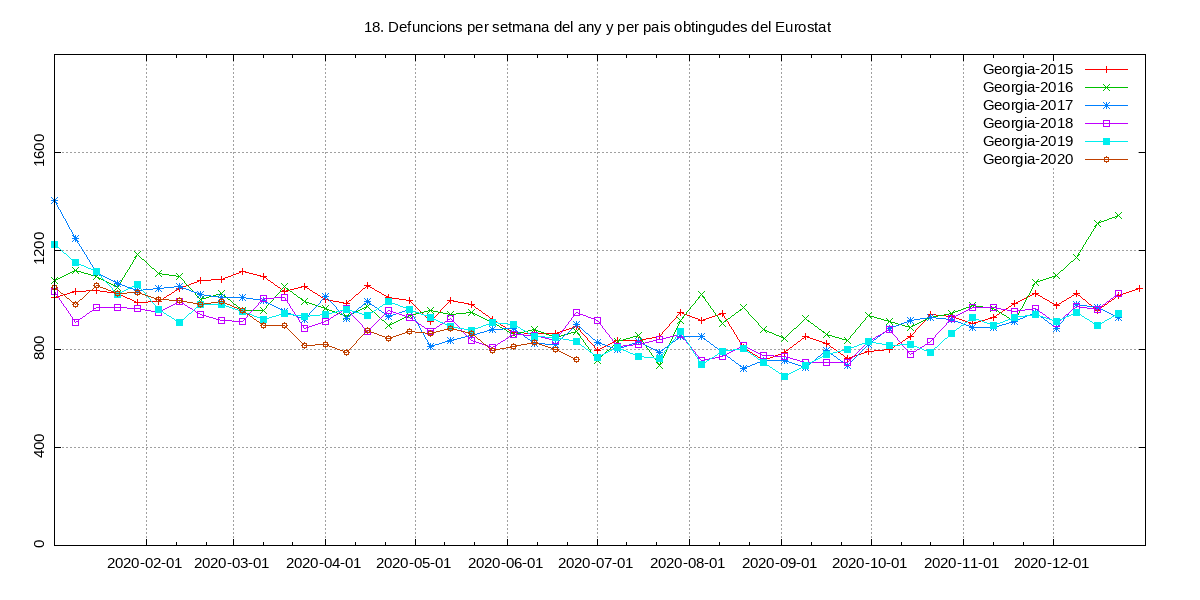 18. Defuncions per setmana del any y per pais obtingudes del Eurostat
Georgia-2015
Georgia-2016
Georgia-2017
Georgia-2018
Georgia-2019
Georgia-2020
1600
1200
800
400
0
2020-02-01 2020-03-01 2020-04-01 2020-05-01 2020-06-01 2020-07-01 2020-08-01 2020-09-01 2020-10-01 2020-11-01 2020-12-01